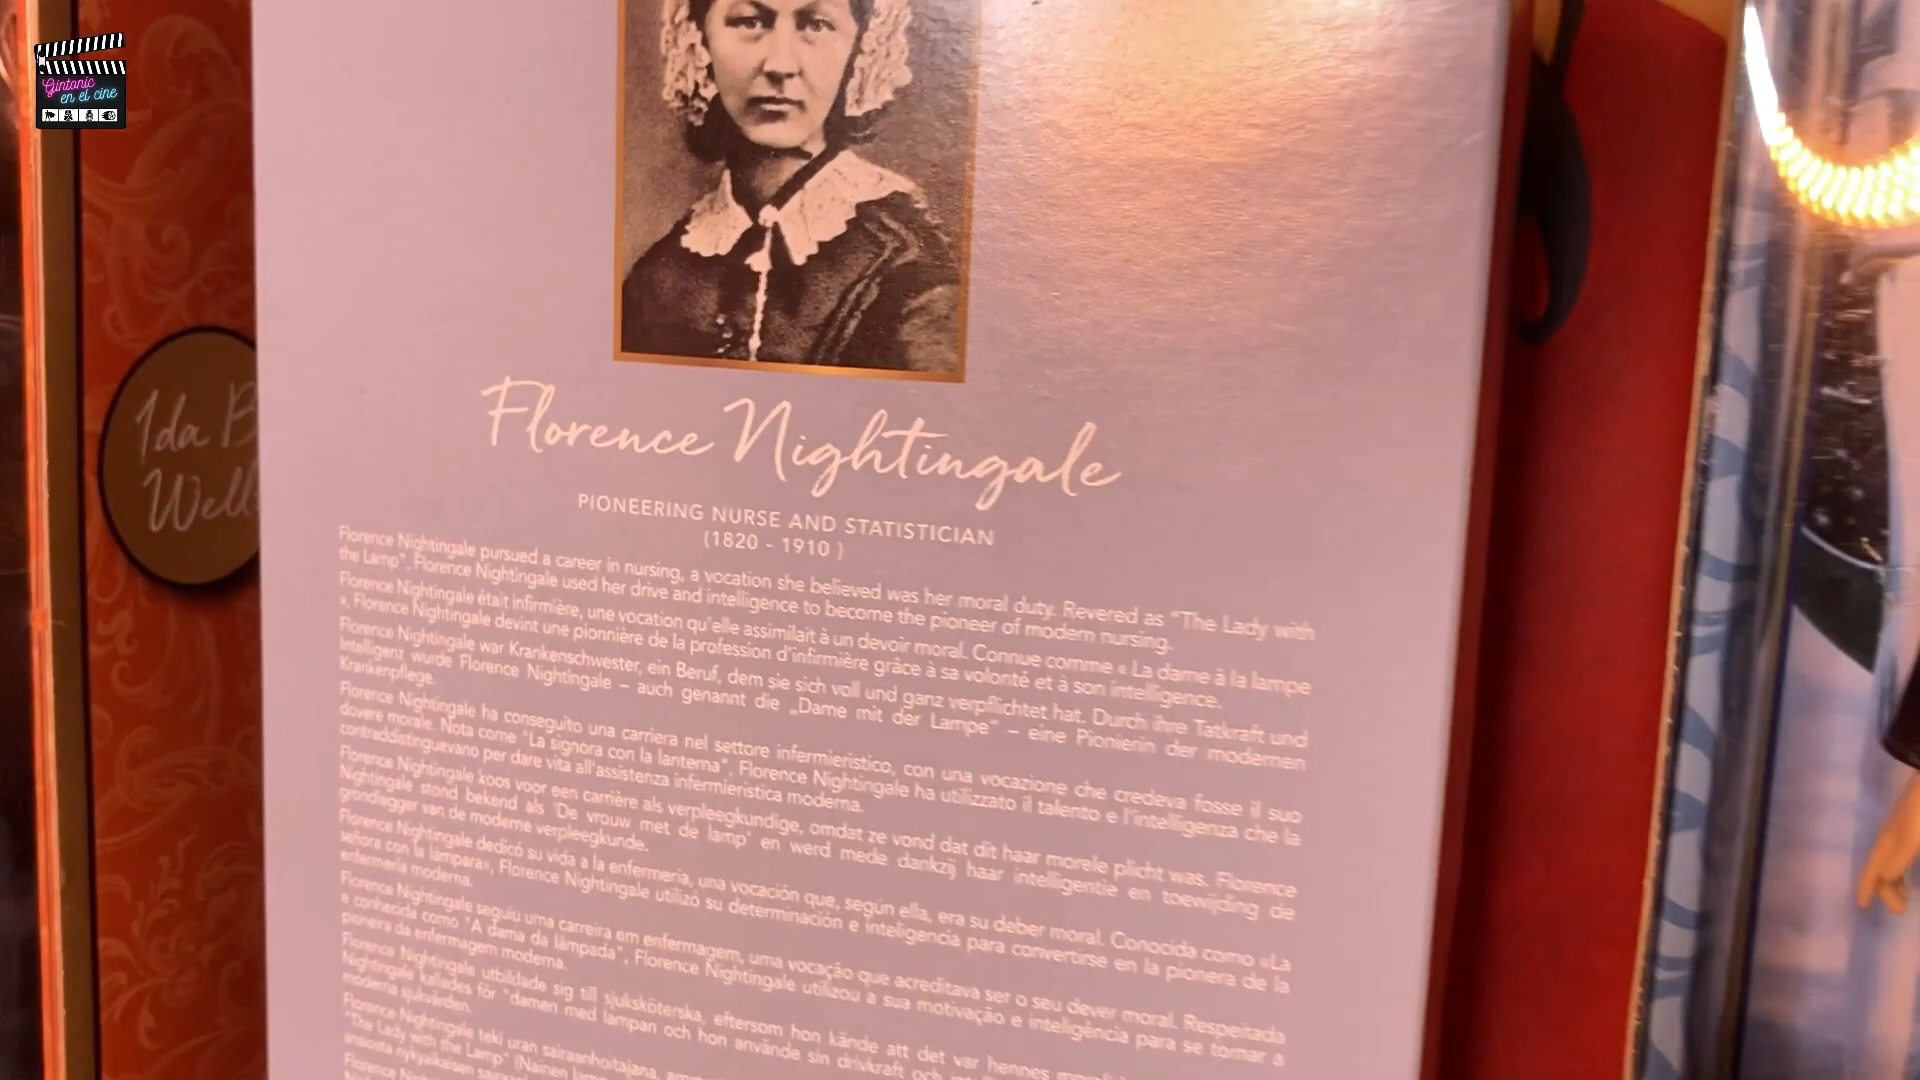 Gintonic
en el cine
Ida B
Wells
Florence Nightingale
PIONEERING NURSE AND STATISTICIAN
(1820 - 1910 )
Florence Nightingale pursued a career in nursing, a vocation she believed was her moral duty. Revered as "The Lady with
the Lamp", Florence Nightingale used her drive and intelligence to become the pioneer of modern nursing.
Florence Nightingale était infirmière, une vocation qu'elle assimilait à un devoir moral. Connue comme « La dame à la lampe
», Florence Nightingale devint une pionnière de la profession d'infirmière grâce à sa volonté et à son intelligence.
Florence Nightingale war Krankenschwester, ein Beruf, dem sie sich voll und ganz verpflichtet hat. Durch ihre Tatkraft und
Intelligenz wurde Florence Nightingale – auch genannt die „Dame mit der Lampe" – eine Pionierin der modernen
Krankenpflege.
Florence Nightingale ha conseguito una carriera nel settore infermieristico, con una vocazione che credeva fosse il suo
dovere morale. Nota come "La signora con la lanterna", Florence Nightingale ha utilizzato il talento e l'intelligenza che la
contraddistinguevano per dare vita all'assistenza infermieristica moderna.
Florence Nightingale koos voor een carrière als verpleegkundige, omdat ze vond dat dit haar morele plicht was. Florence
Nightingale stond bekend als 'De vrouw met de lamp' en werd mede dankzij haar intelligentie en toewijding de
grondlegger van de moderne verpleegkunde.
Florence Nightingale dedicó su vida a la enfermería, una vocación que, según ella, era su deber moral. Conocida como «La
señora con la lámpara», Florence Nightingale utilizó su determinación e inteligencia para convertirse en la pionera de la
enfermería moderna.
Florence Nightingale seguiu uma carreira em enfermagem, uma vocação que acreditava ser o seu dever moral. Respeitada
e conhecida como "A dama da lâmpada", Florence Nightingale utilizou a sua motivação e inteligência para se tornar a
pioneira da enfermagem moderna.
Florence Nightingale utbildade sig till sjuksköterska, eftersom hon kände att det var hennes
Nightingale kallades för "damen med lampan och hon använde sin drivkraft och
moderna sjukvården.
Florence Nightingale teki uran sairaanhoitajana,
"The Lady with the Lamp" (Nainen
ansiosta nykyaikaisen
Florence